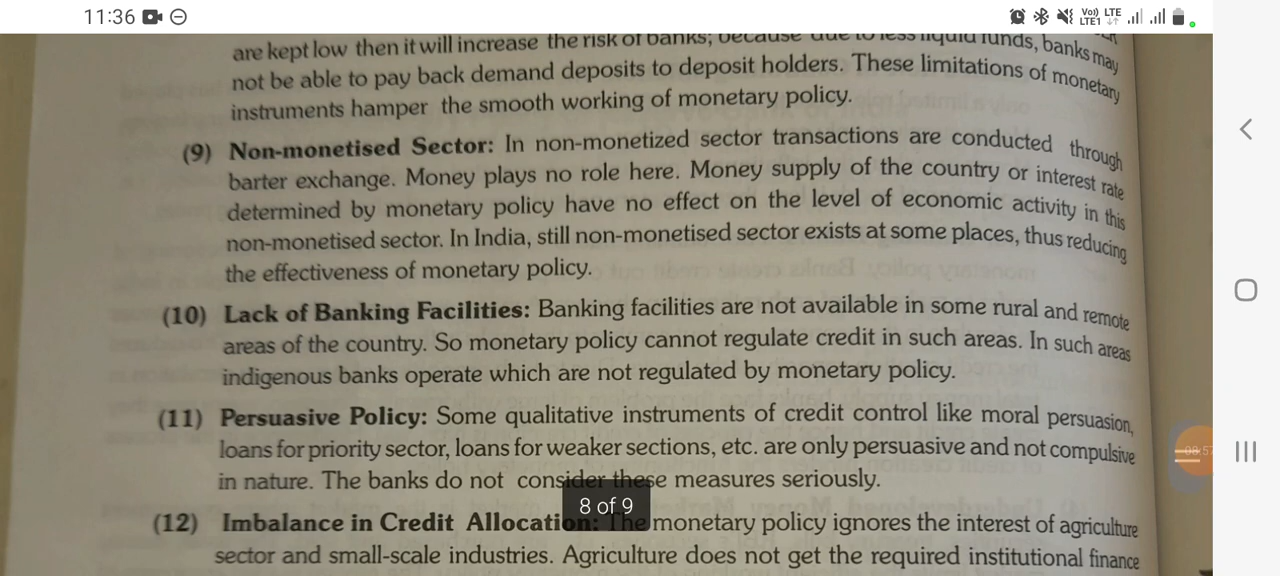 11:36
Vo)) LTE
LTE1
are kept low then it will increase the risk of banks; because due to less liquid funds, banks may
not be able to pay back demand deposits to deposit holders. These limitations of monetary
instruments hamper the smooth working of monetary policy.
(9) Non-monetised Sector: In non-monetized sector transactions are conducted through
barter exchange. Money plays no role here. Money supply of the country or interest rate
determined by monetary policy have no effect on the level of economic activity in this
non-monetised sector. In India, still non-monetised sector exists at some places, thus reducing
the effectiveness of monetary policy.
(10) Lack of Banking Facilities: Banking facilities are not available in some rural and remote
areas of the country. So monetary policy cannot regulate credit in such areas. In such areas
indigenous banks operate which are not regulated by monetary policy.
(11) Persuasive Policy: Some qualitative instruments of credit control like moral persuasion,
loans for priority sector, loans for weaker sections, etc. are only persuasive and not compulsive
in nature. The banks do not consider these measures seriously.
08:57
8 of 9
(12) Imbalance in Credit Allocation: The monetary policy ignores the interest of agriculture
sector and small-scale industries. Agriculture does not get the required institutional finance